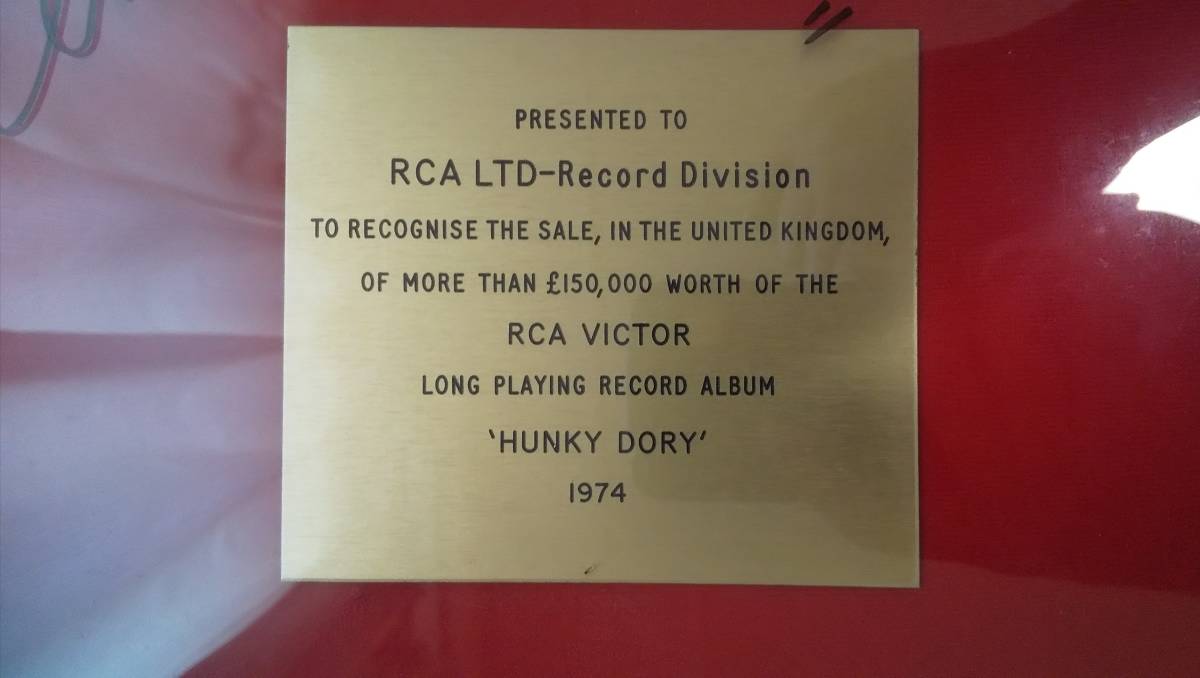 PRESENTED TO
RCA LTD-Record Division
TO RECOGNISE THE SALE, IN THE UNITED KINGDOM,
OF MORE THAN £150,000 WORTH OF THE
RCA VICTOR
LONG PLAYING RECORD ALBUM
'HUNKY DORY'
1974